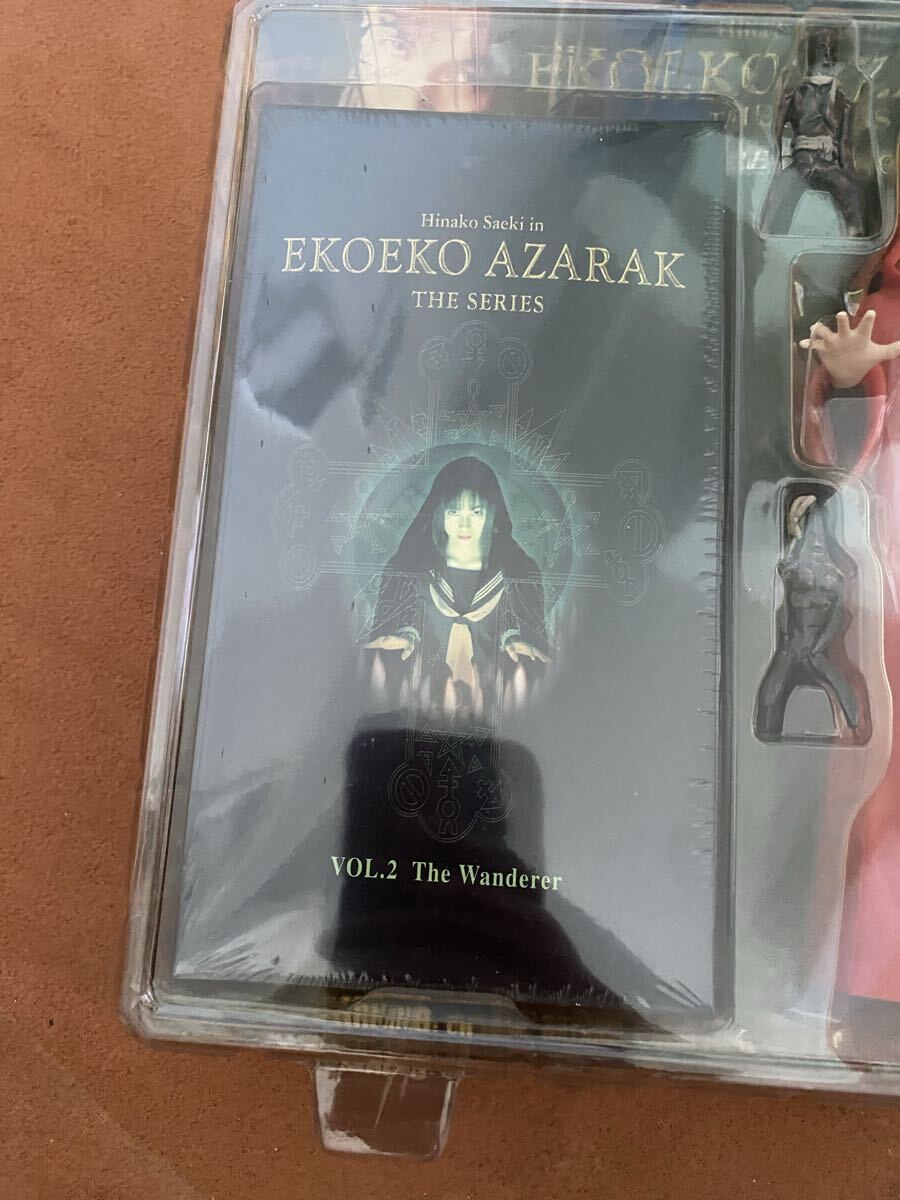 Hinako Saeki in
EKOEKO AZARAK
THE SERIES
VOL.2 The Wanderer